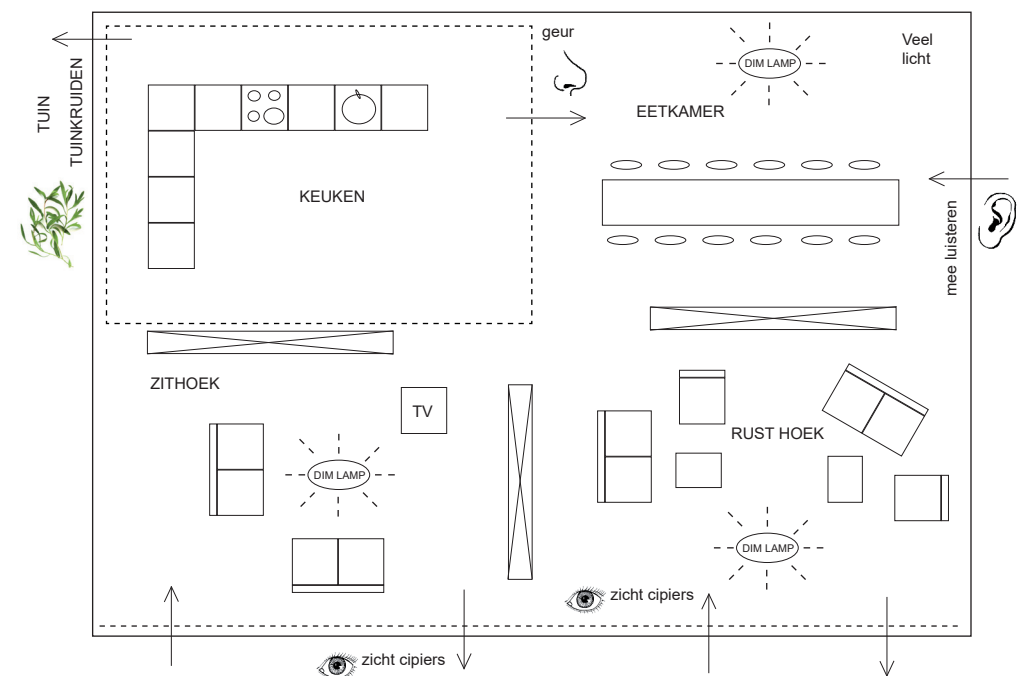 geur
DIM LAMP
Veel
licht
TUIN
TUINKRUIDEN
EETKAMER
KEUKEN
mee luisteren
ZITHOEK
TV
RUST HOEK
DIM LAMP
DIM LAMP
zicht cipiers
zicht cipiers